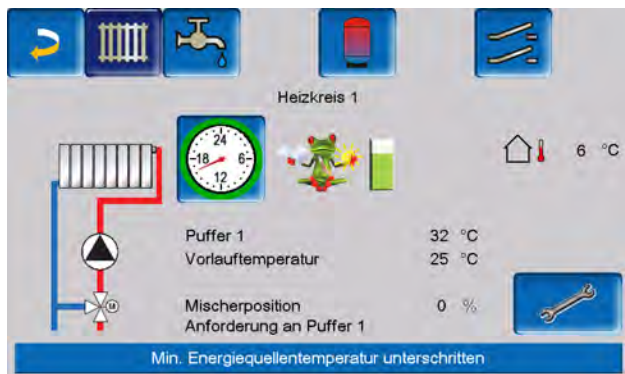 Heizkreis 1
24
18 6
12
6 °C
Puffer 1 32 °C
Vorlauftemperatur 25 °C
M
Mischerposition 0 %
Anforderung an Puffer 1
Min. Energiequellentemperatur unterschritten